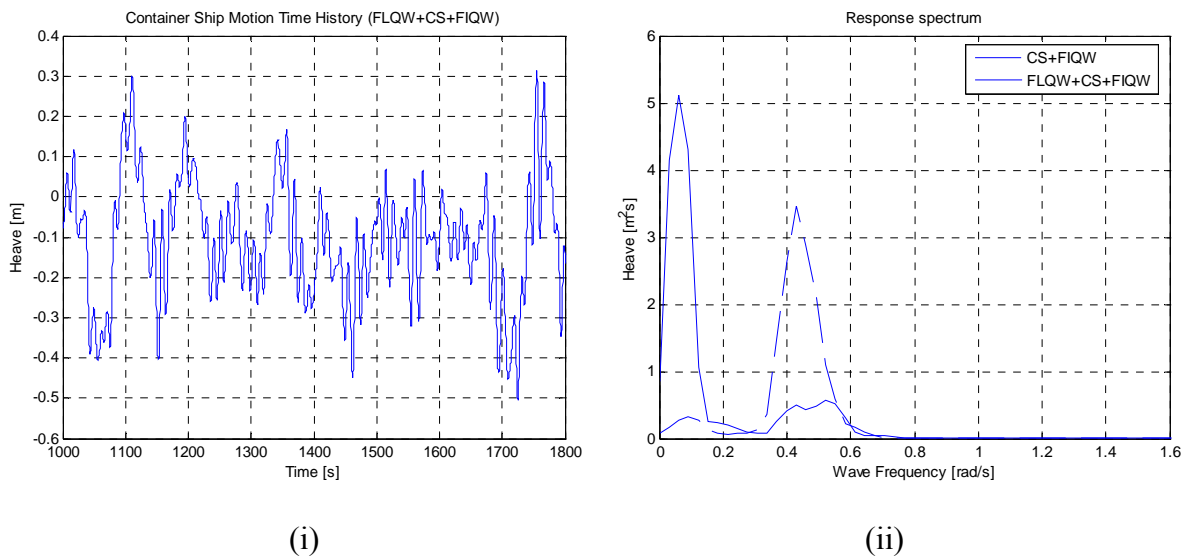 Container Ship Motion Time History (FLQW+CS+FIQW)
0.4
0.3
0.2
0.1
0
-0.1
-0.2
-0.3
-0.4
-0.5
-0.6
Heave [m]
1000 1100 1200 1300 1400 1500 1600 1700 1800
Time [s]
(i)
Response spectrum
CS+FIQW
FLQW+CS+FIQW
6
5
4
3
2
1
0
Heave [m²s]
0 0.2 0.4 0.6 0.8 1 1.2 1.4 1.6
Wave Frequency [rad/s]
(ii)